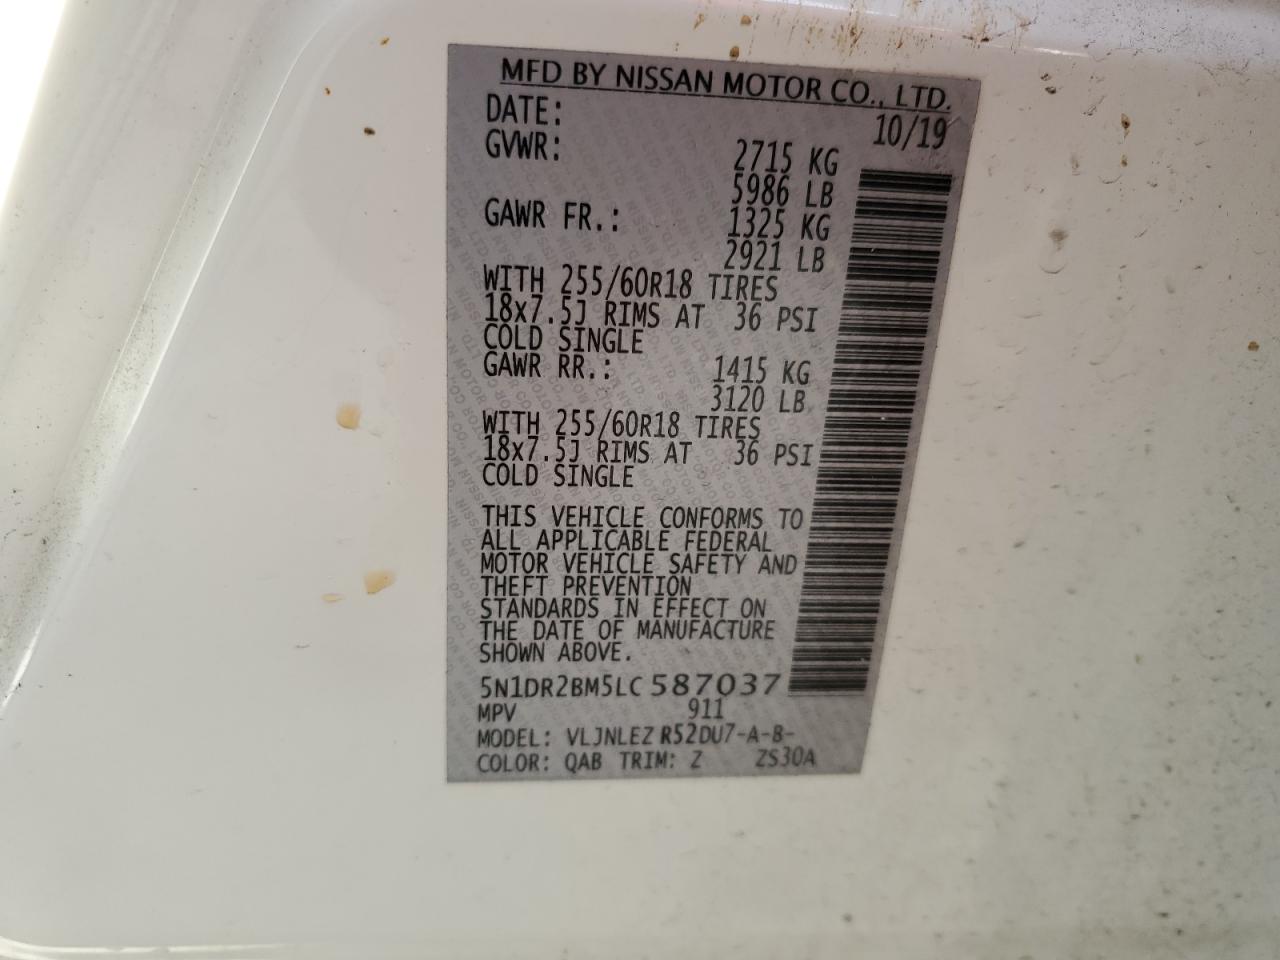 MFD BY NISSAN MOTOR CO., LTD.
DATE: 10/19
GVWR: 2715 KG
5986 LB
GAWR FR.: 1325 KG
2921 LB
WITH 255/60R18 TIRES
18x7.5J RIMS AT 36 PSI
COLD SINGLE
GAWR RR.: 1415 KG
3120 LB
WITH 255/60R18 TIRES
18x7.5J RIMS AT 36 PSI
COLD SINGLE
THIS VEHICLE CONFORMS TO
ALL APPLICABLE FEDERAL
MOTOR VEHICLE SAFETY AND
THEFT PREVENTION
STANDARDS IN EFFECT ON
THE DATE OF MANUFACTURE
SHOWN ABOVE.
5N1DR2BM5LC587037
MPV 911
MODEL: VLJNLEZ R52DU7-A-B-
COLOR: QAB TRIM: Z ZS30A